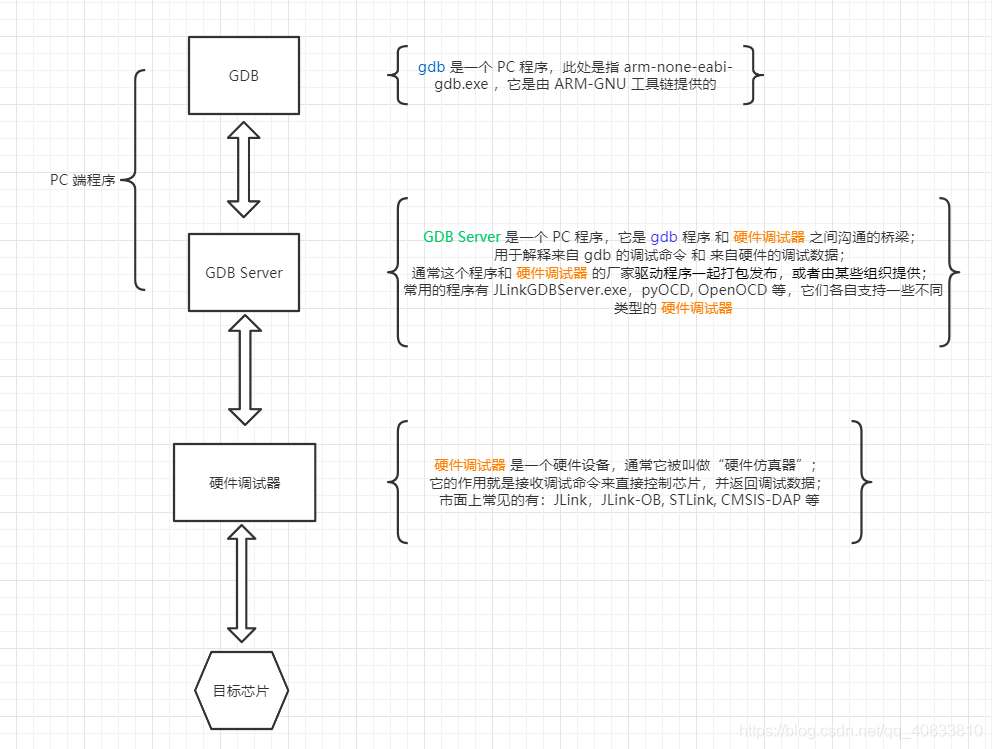 GDB
gdb 是一个 PC 程序，此处是指 arm-none-eabi-
gdb.exe ，它是由 ARM-GNU 工具链提供的
PC 端程序
GDB Server
GDB Server 是一个 PC 程序，它是 gdb 程序 和 硬件调试器 之间沟通的桥梁；
用于解释来自 gdb 的调试命令 和 来自硬件的调试数据；
通常这个程序和 硬件调试器 的厂家驱动程序一起打包发布，或者由某些组织提供；
常用的程序有 JLinkGDBServer.exe，pyOCD, OpenOCD 等，它们各自支持一些不同
类型的 硬件调试器
硬件调试器
硬件调试器 是一个硬件设备，通常它被叫做“硬件仿真器”；
它的作用就是接收调试命令来直接控制芯片，并返回调试数据；
市面上常见的有：JLink，JLink-OB, STLink, CMSIS-DAP 等
目标芯片
https://blog.csdn.net/qq_40833810